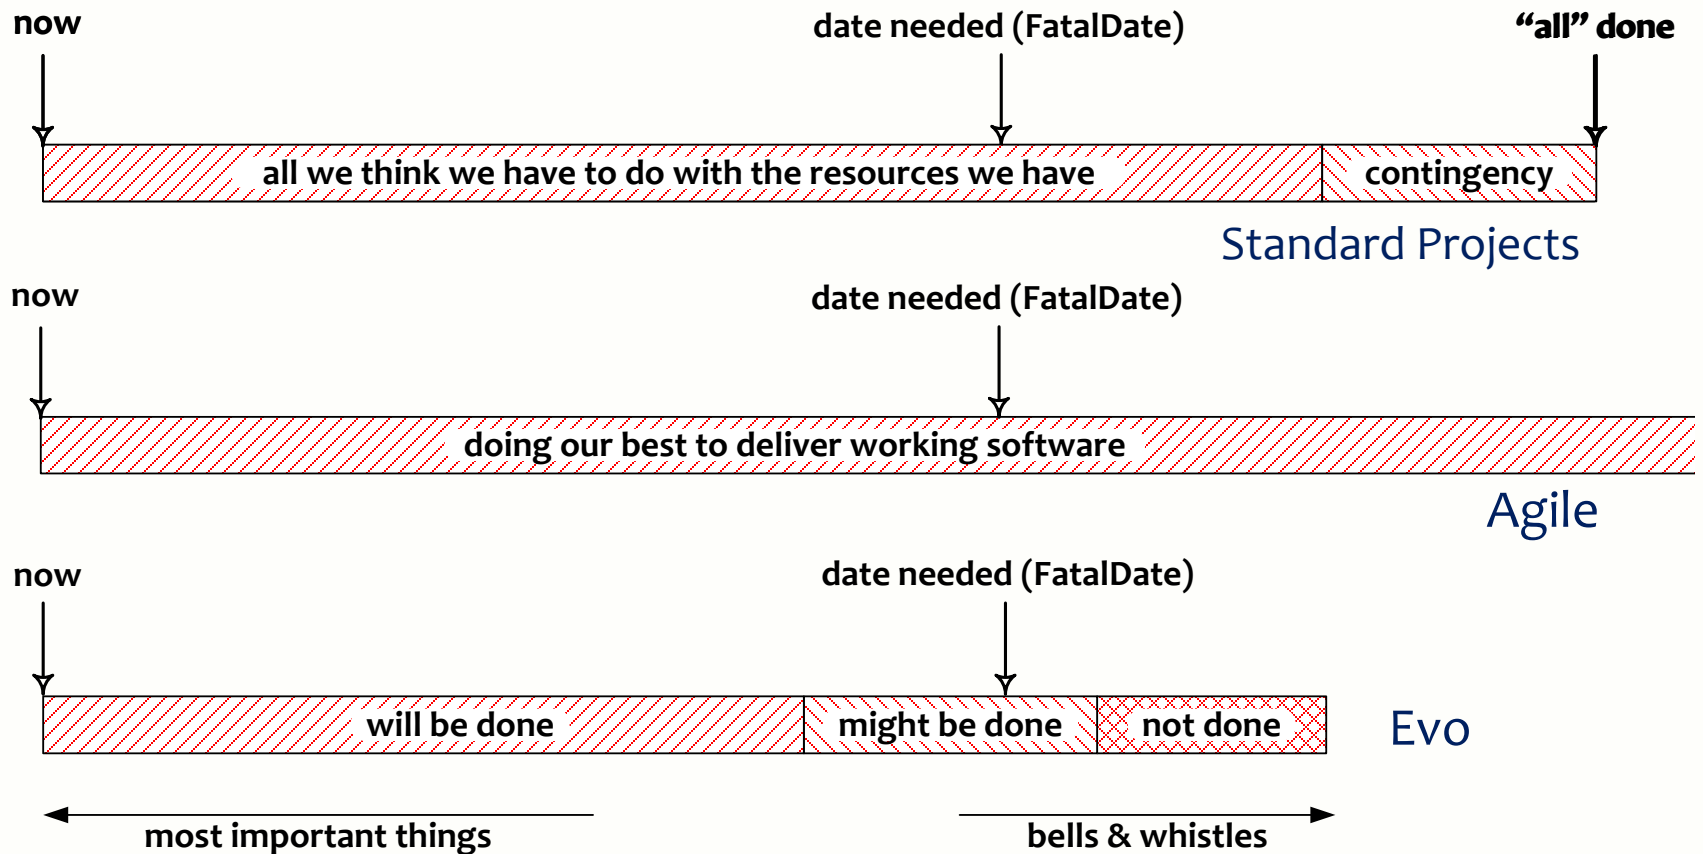 now
date needed (FatalDate)
“all” done
all we think we have to do with the resources we have
contingency
Standard Projects
now
date needed (FatalDate)
doing our best to deliver working software
Agile
now
date needed (FatalDate)
will be done
might be done
not done
Evo
most important things
bells & whistles